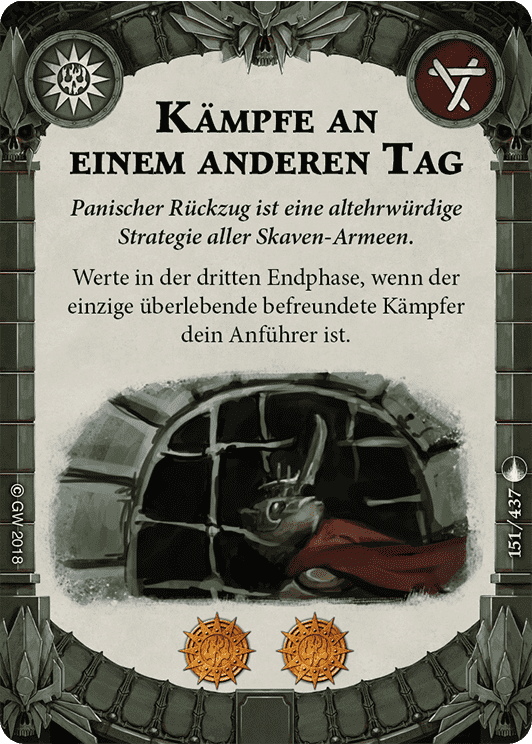 Kämpfe an
einem anderen Tag
Panischer Rückzug ist eine altehrwürdige
Strategie aller Skaven-Armeen.
Werte in der dritten Endphase, wenn der
einzige überlebende befreundete Kämpfer
dein Anführer ist.
© GW 2018
151/437